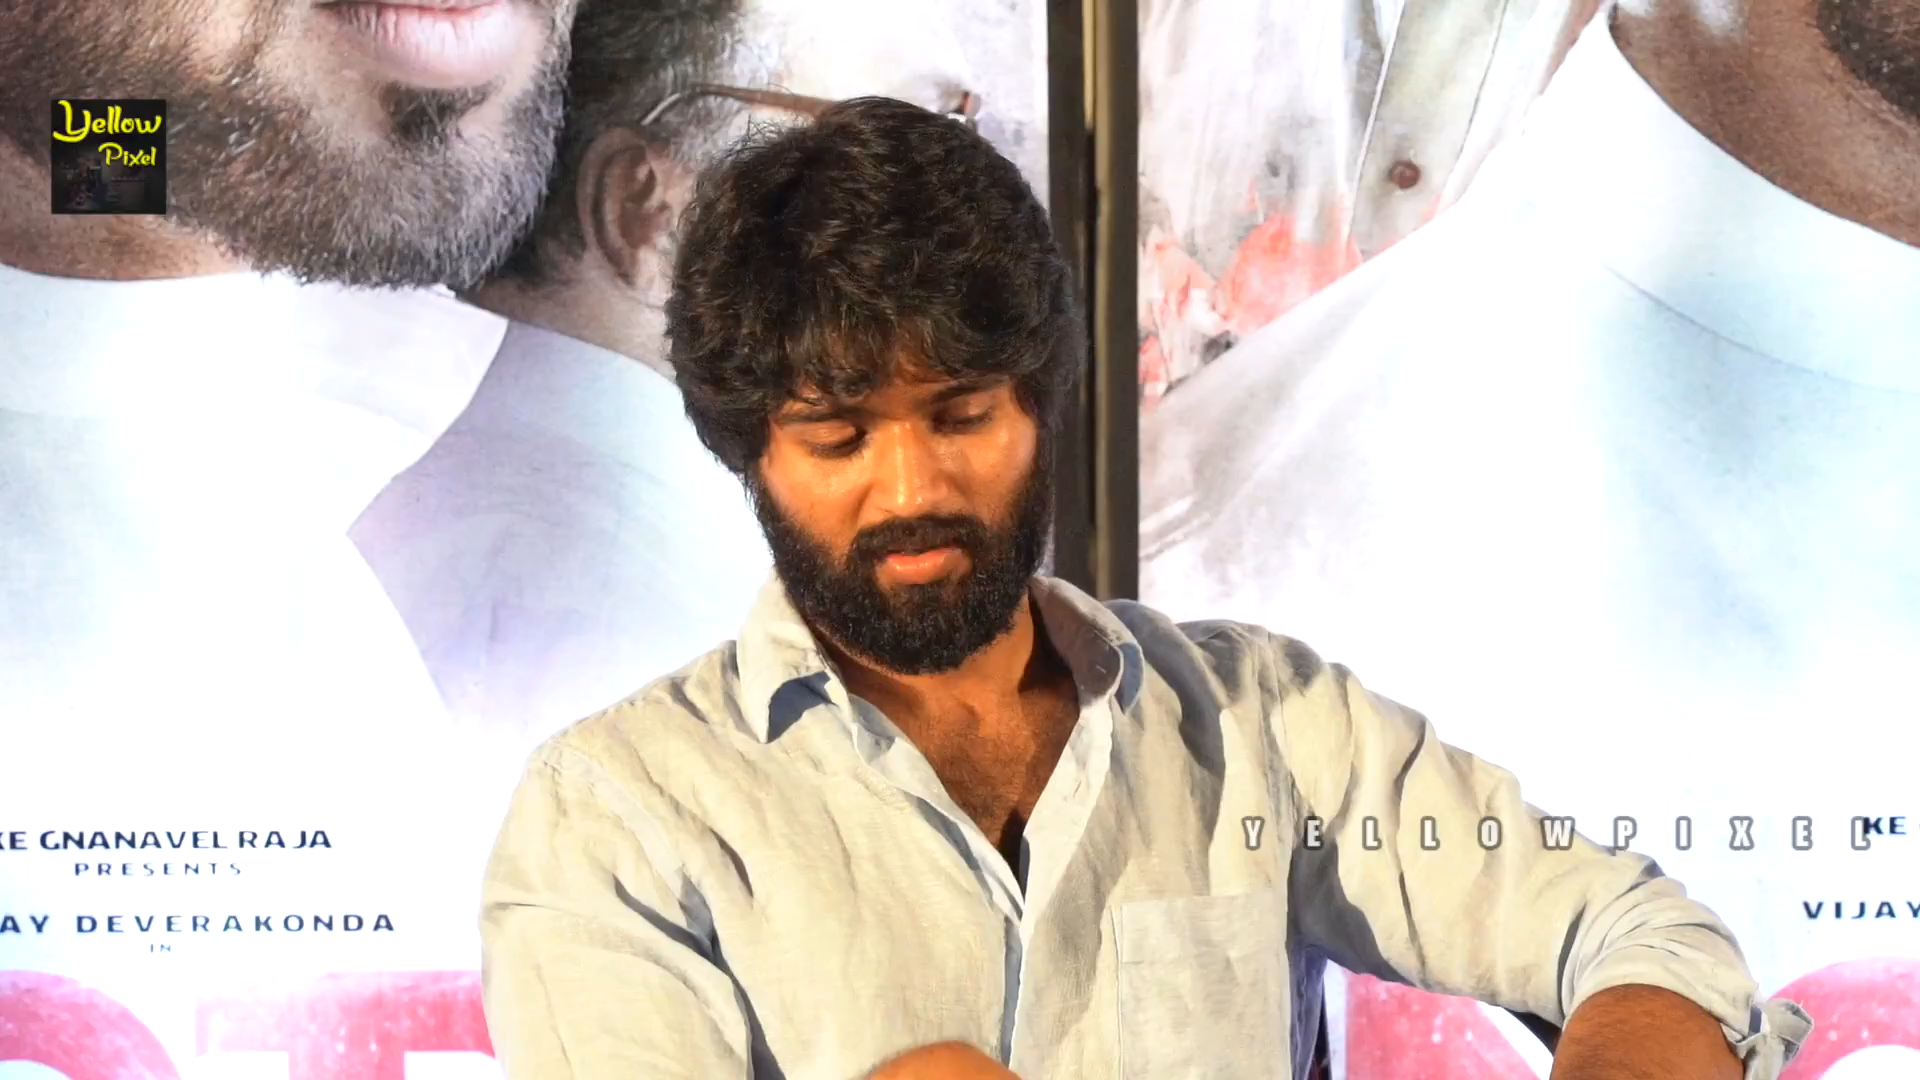 Yellow
Pixel
YELLOWPIXEL
KE GNANAVEL RAJA
PRESENTS
AY DEVERAKONDA
IN
KE
VIJAY